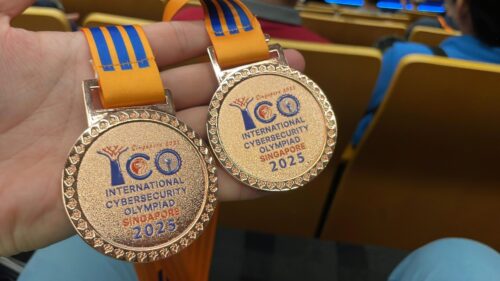 Singapore 2025
ICO
INTERNATIONAL
CYBERSECURITY
OLYMPIAD
SINGAPORE
2025
Singapore 2025
ICO
INTERNATIONAL
CYBERSECURITY
OLYMPIAD
SINGAPORE
2025